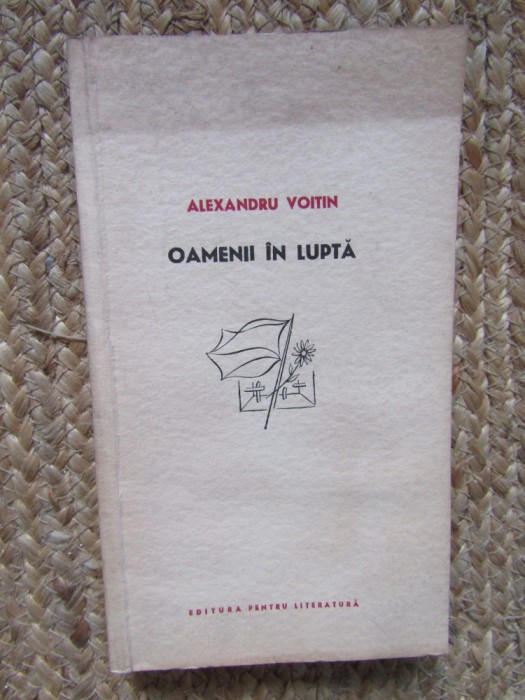 ALEXANDRU VOITIN
OAMENII ÎN LUPTĂ
EDITURA PENTRU LITERATURĂ